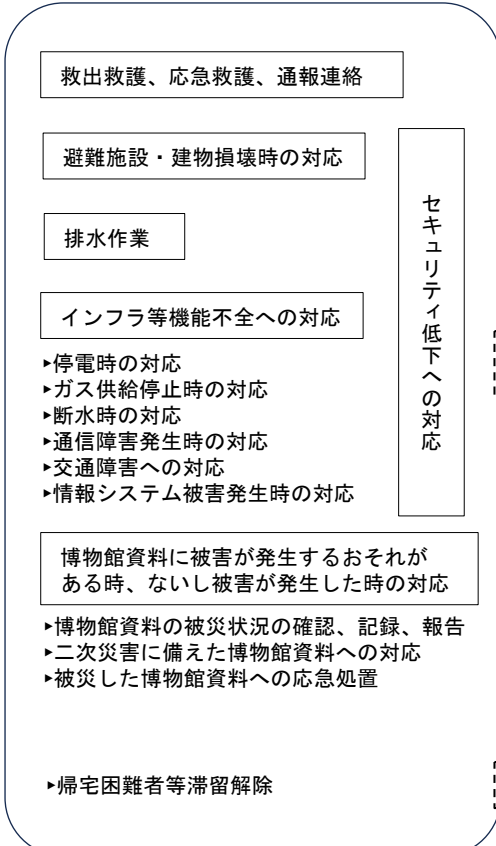 救出救護、応急救護、通報連絡
避難施設・建物損壊時の対応
排水作業
インフラ等機能不全への対応
▸停電時の対応
▸ガス供給停止時の対応
▸断水時の対応
▸通信障害発生時の対応
▸交通障害への対応
▸情報システム被害発生時の対応
セキュリティ低下への対応
博物館資料に被害が発生するおそれが
ある時、ないし被害が発生した時の対応
▸博物館資料の被災状況の確認、記録、報告
▸二次災害に備えた博物館資料への対応
▸被災した博物館資料への応急処置
▸帰宅困難者等滞留解除